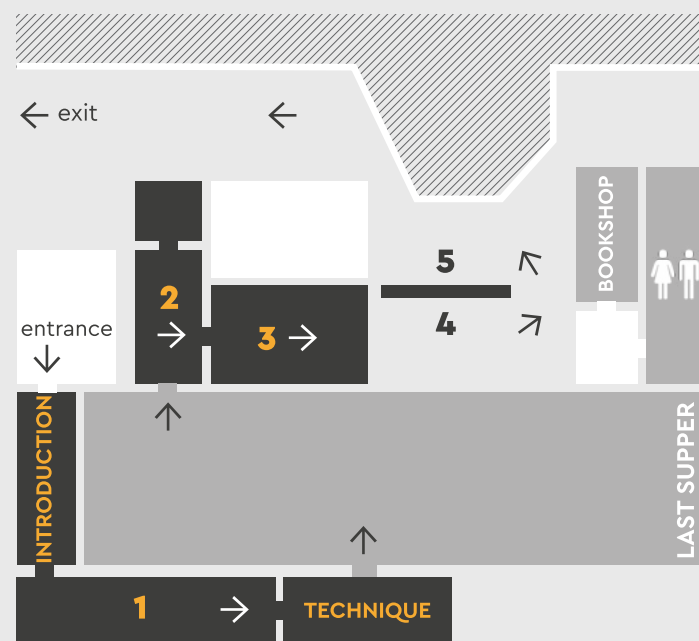 exit
BOOKSHOP
2
5
entrance
3
4
INTRODUCTION
LAST SUPPER
1
TECHNIQUE